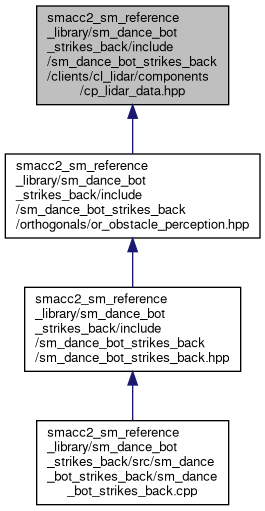 smacc2_sm_reference
_library/sm_dance_bot
_strikes_back/include
/sm_dance_bot_strikes_back
/clients/cl_lidar/components
/cp_lidar_data.hpp
smacc2_sm_reference
_library/sm_dance_bot
_strikes_back/include
/sm_dance_bot_strikes_back
/orthogonals/or_obstacle_perception.hpp
smacc2_sm_reference
_library/sm_dance_bot
_strikes_back/include
/sm_dance_bot_strikes_back
/sm_dance_bot_strikes_back.hpp
smacc2_sm_reference
_library/sm_dance_bot
_strikes_back/src/sm_dance
_bot_strikes_back/sm_dance
_bot_strikes_back.cpp